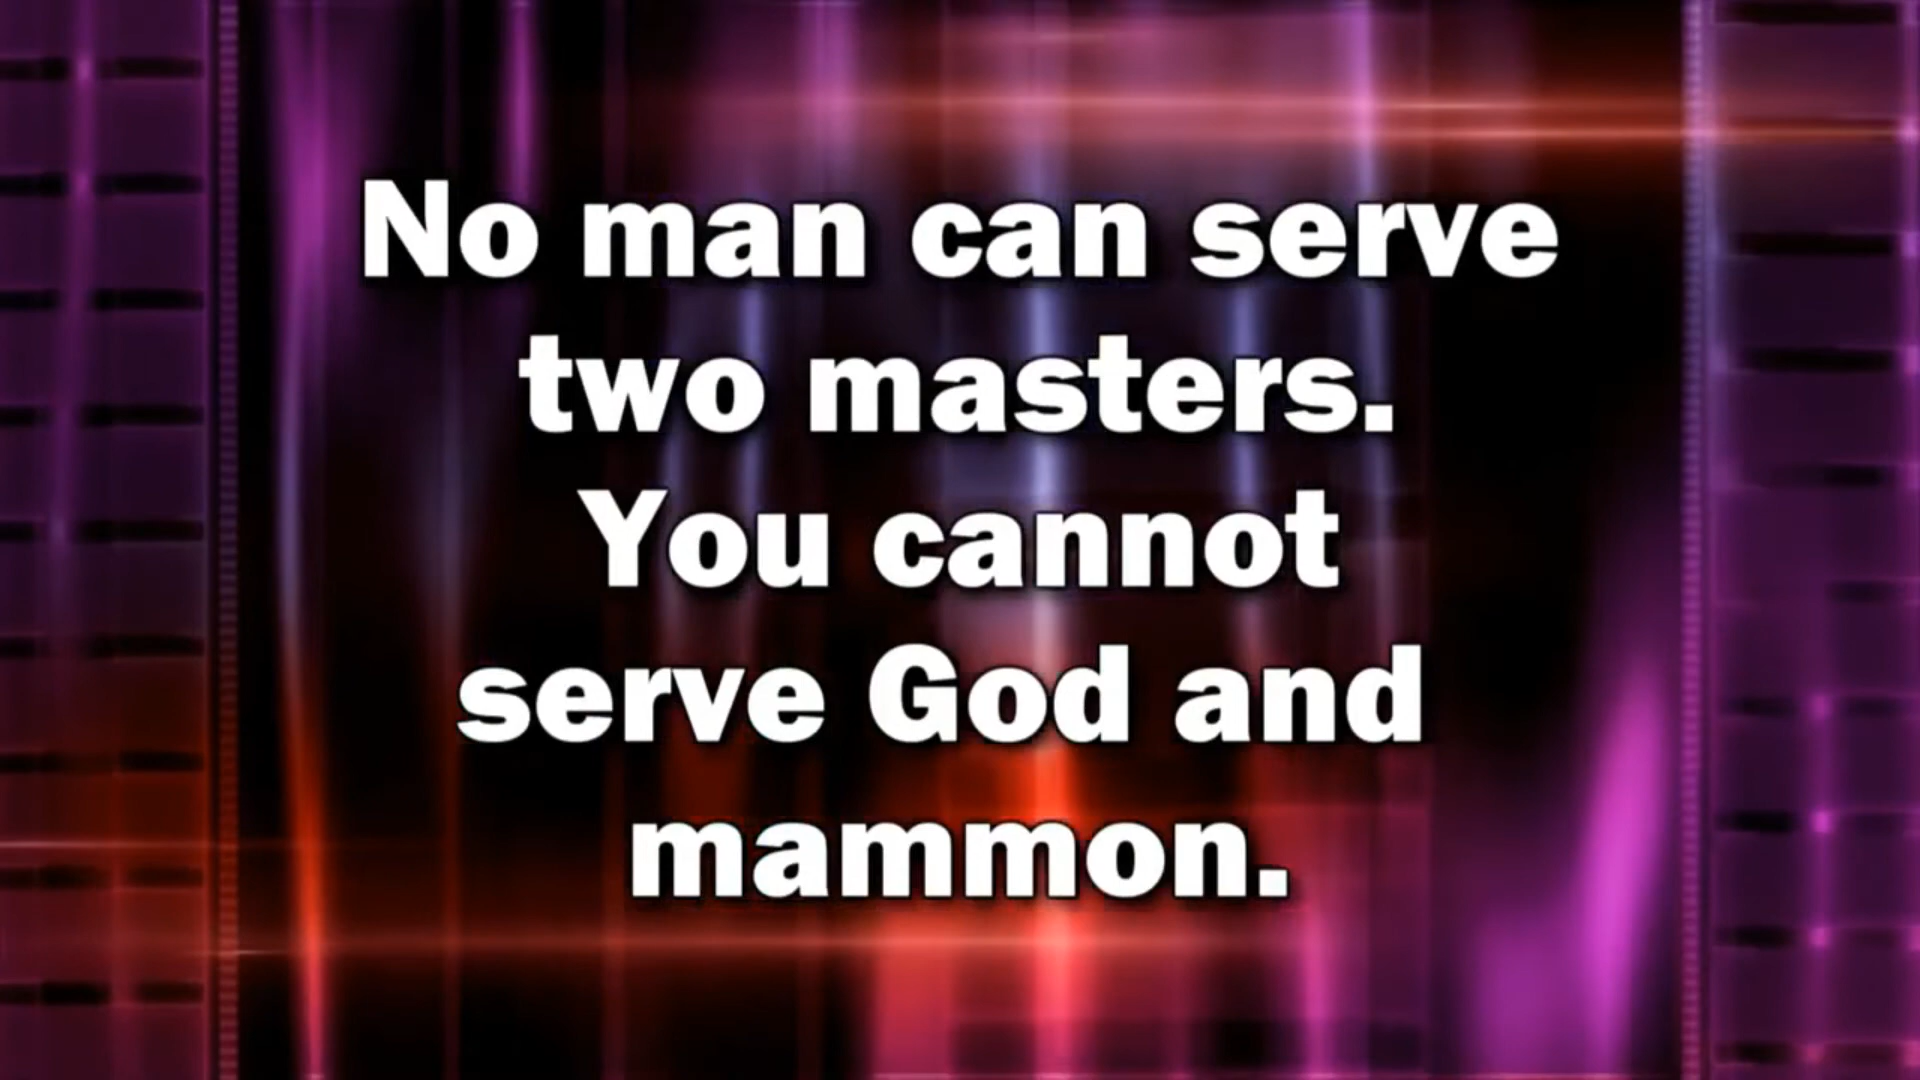 No man can serve
two masters.
You cannot
serve God and
mammon.